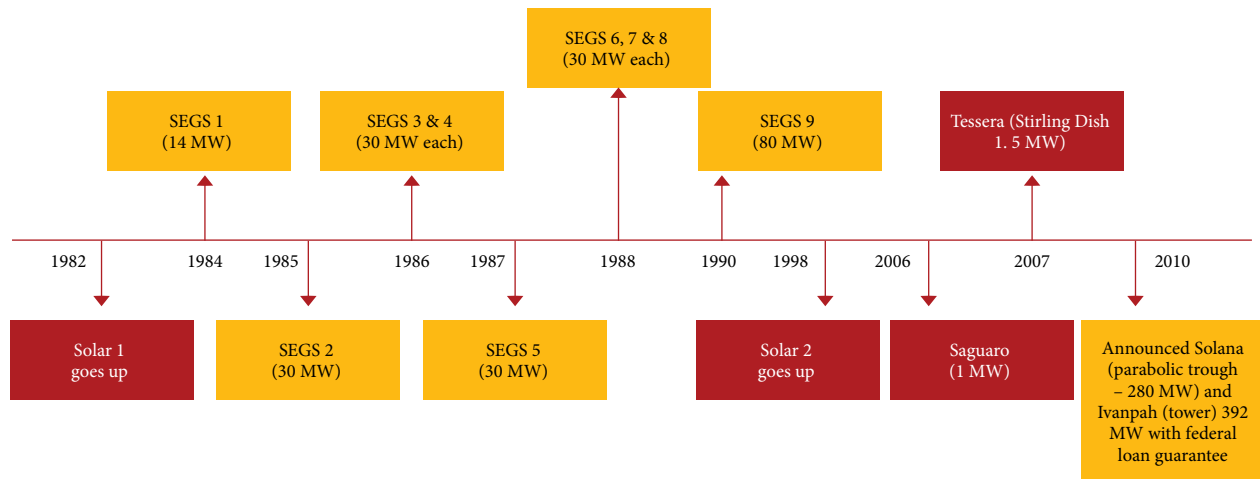 SEGS 6, 7 & 8
(30 MW each)
SEGS 1
(14 MW)
SEGS 3 & 4
(30 MW each)
SEGS 9
(80 MW)
Tessera (Stirling Dish
1. 5 MW)
1982
1984
1985
1986
1987
1988
1990
1998
2006
2007
2010
Solar 1
goes up
SEGS 2
(30 MW)
SEGS 5
(30 MW)
Solar 2
goes up
Saguaro
(1 MW)
Announced Solana
(parabolic trough
– 280 MW) and
Ivanpah (tower) 392
MW with federal
loan guarantee